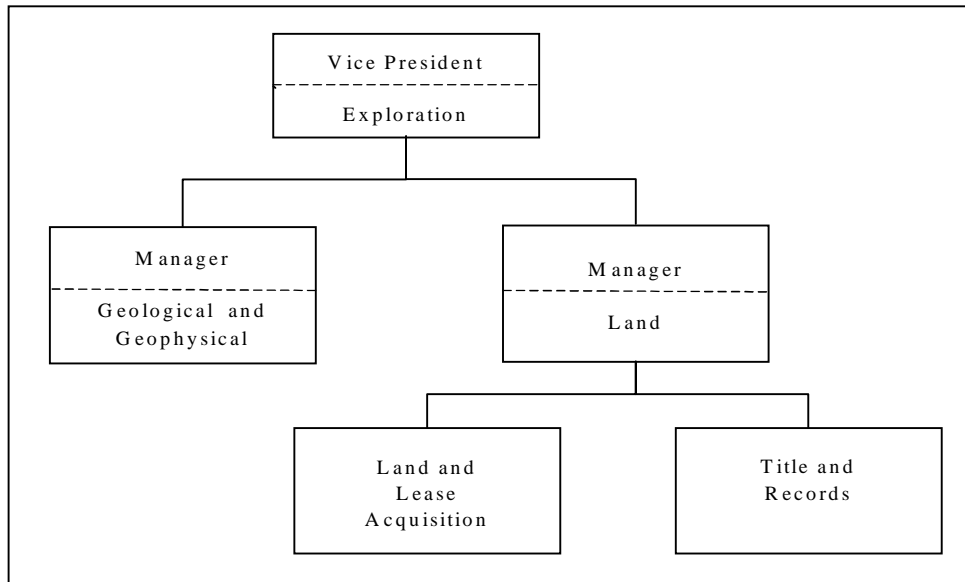 Vice President
Exploration
Manager
Geological and
Geophysical
Manager
Land
Land and
Lease
Acquisition
Title and
Records